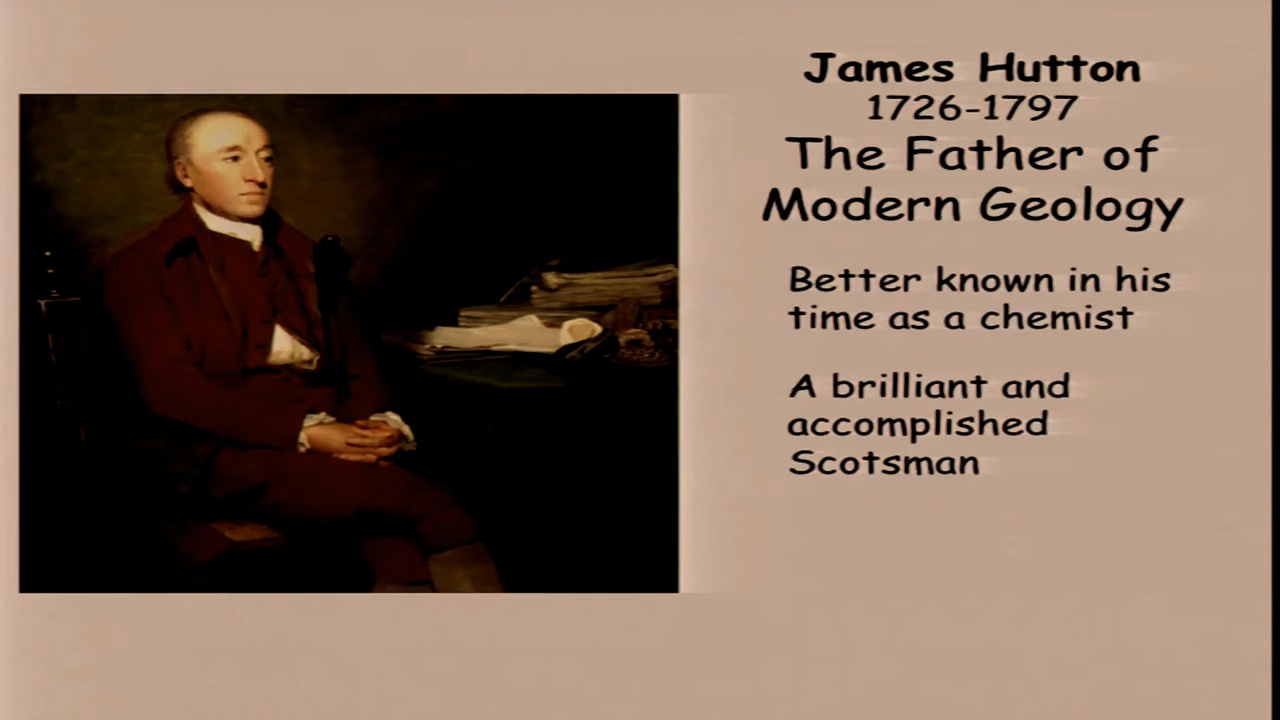 James Hutton
1726-1797
The Father of
Modern Geology
Better known in his
time as a chemist
A brilliant and
accomplished
Scotsman